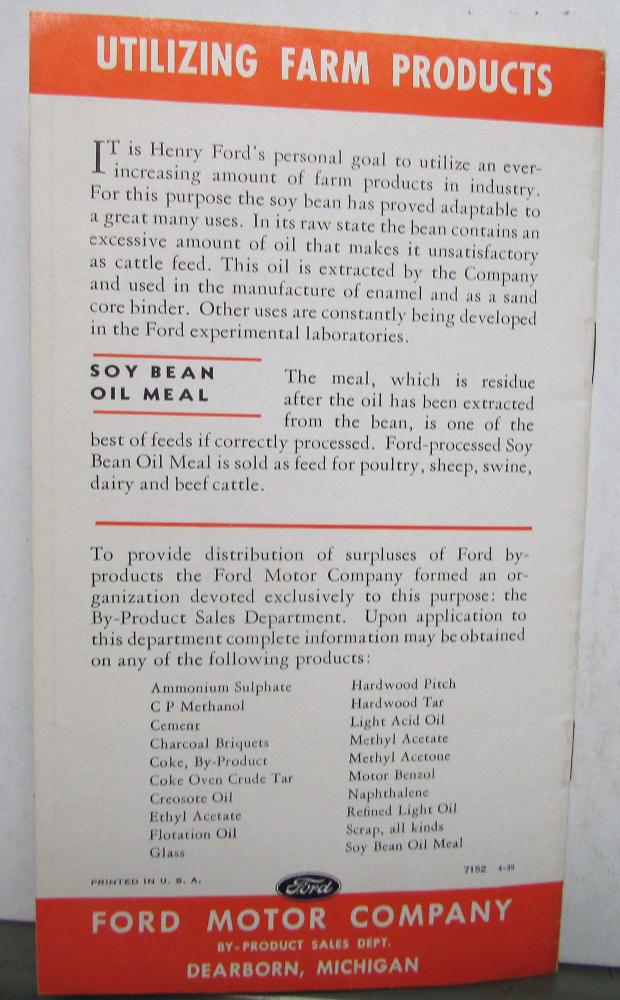 UTILIZING FARM PRODUCTS
IT is Henry Ford's personal goal to utilize an ever-
increasing amount of farm products in industry.
For this purpose the soy bean has proved adaptable to
a great many uses. In its raw state the bean contains an
excessive amount of oil that makes it unsatisfactory
as cattle feed. This oil is extracted by the Company
and used in the manufacture of enamel and as a sand
core binder. Other uses are constantly being developed
in the Ford experimental laboratories.
SOY BEAN
OIL MEAL
The meal, which is residue
after the oil has been extracted
from the bean, is one of the
best of feeds if correctly processed. Ford-processed Soy
Bean Oil Meal is sold as feed for poultry, sheep, swine,
dairy and beef cattle.
To provide distribution of surpluses of Ford by-
products the Ford Motor Company formed an or-
ganization devoted exclusively to this purpose: the
By-Product Sales Department. Upon application to
this department complete information may be obtained
on any of the following products:
Ammonium Sulphate
C P Methanol
Cement
Charcoal Briquets
Coke, By-Product
Coke Oven Crude Tar
Creosote Oil
Ethyl Acetate
Flotation Oil
Glass
Hardwood Pitch
Hardwood Tar
Light Acid Oil
Methyl Acetate
Methyl Acetone
Motor Benzol
Naphthalene
Refined Light Oil
Scrap, all kinds
Soy Bean Oil Meal
PRINTED IN U. S. A.
Ford
7152 4-39
FORD MOTOR COMPANY
BY-PRODUCT SALES DEPT.
DEARBORN, MICHIGAN